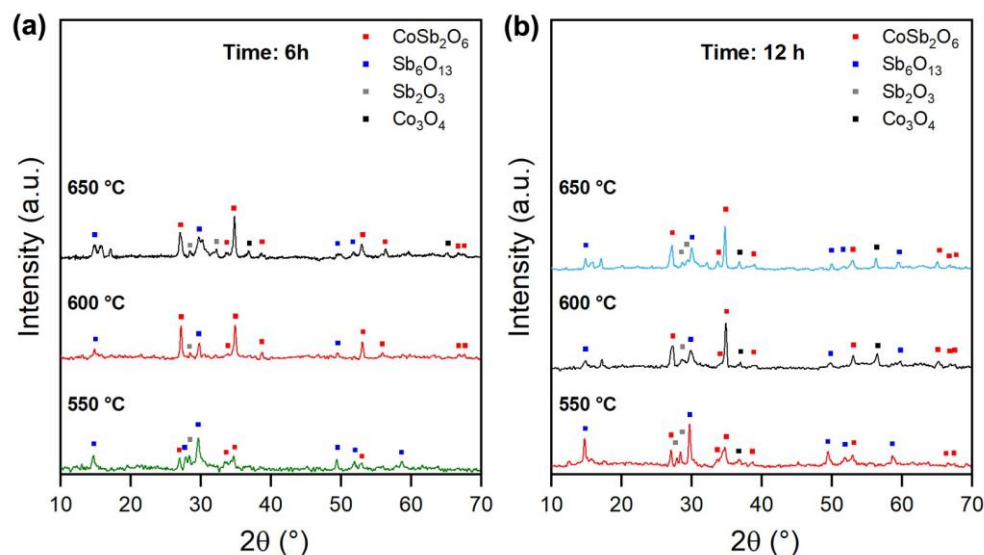 (a)
Time: 6h
CoSb₂O₆
Sb₆O₁₃
Sb₂O₃
Co₃O₄
650 °C
600 °C
550 °C
Intensity (a.u.)
10 20 30 40 50 60 70
2θ (°)
(b)
Time: 12 h
CoSb₂O₆
Sb₆O₁₃
Sb₂O₃
Co₃O₄
650 °C
600 °C
550 °C
Intensity (a.u.)
10 20 30 40 50 60 70
2θ (°)